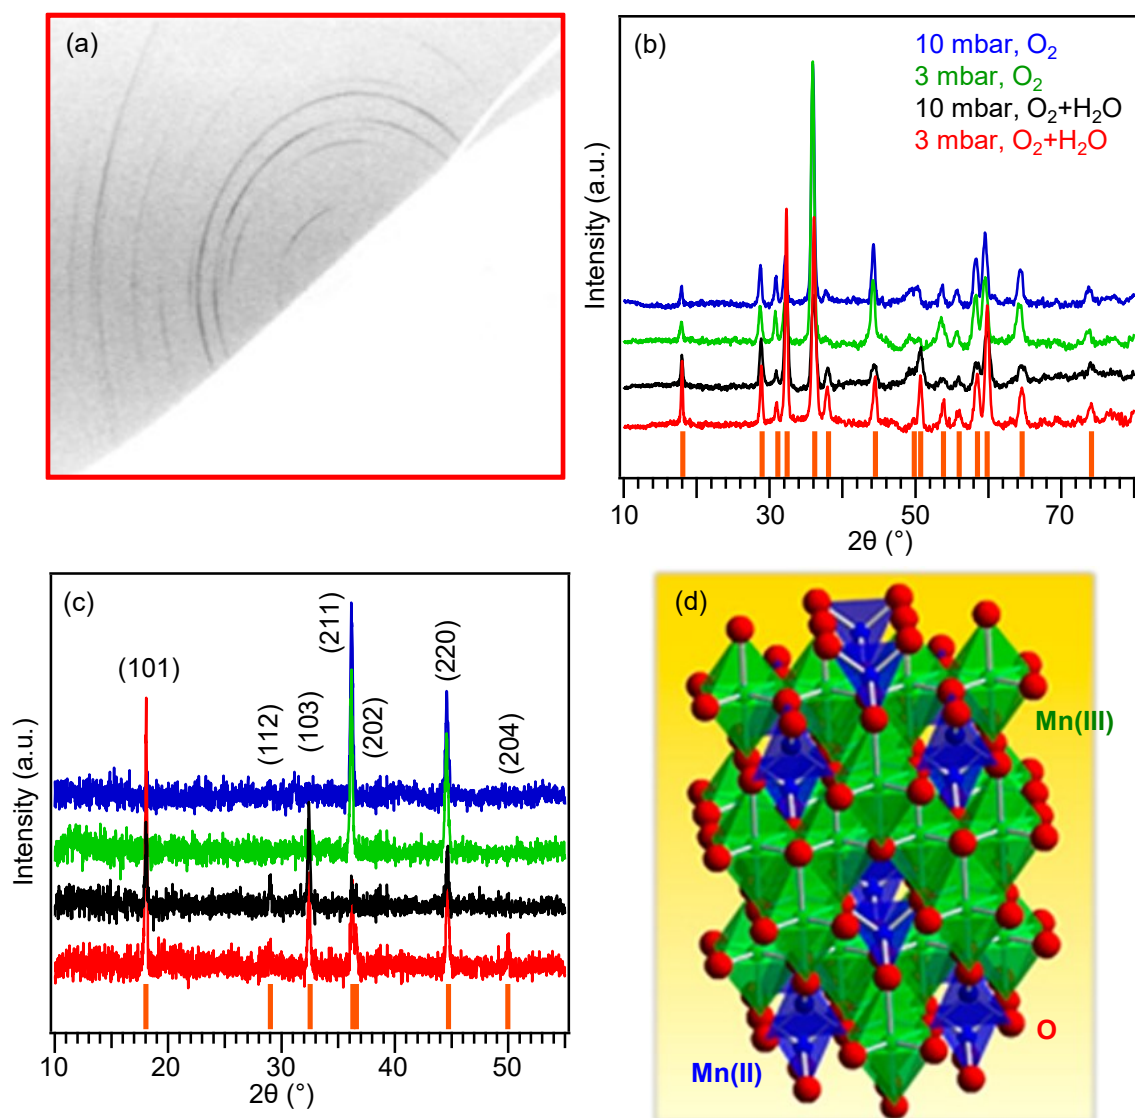 (a)
(b)
10 mbar, O₂
3 mbar, O₂
10 mbar, O₂+H₂O
3 mbar, O₂+H₂O
Intensity (a.u.)
10 30 50 70
2θ (°)
(c)
(101)
(112)
(103)
(211)
(202)
(220)
(204)
Intensity (a.u.)
10 20 30 40 50
2θ (°)
(d)
Mn(III)
O
Mn(II)